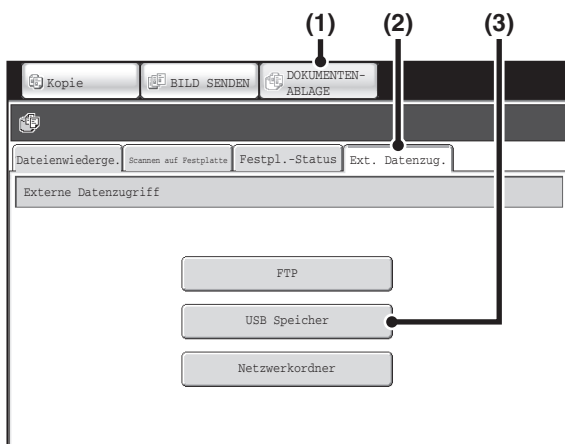 (1) (2) (3)
Kopie BILD SENDEN DOKUMENTEN-
ABLAGE
Dateienwiederge. Scannen auf Festplatte Festpl.-Status Ext. Datenzug.
Externe Datenzugriff
FTP
USB Speicher
Netzwerkordner